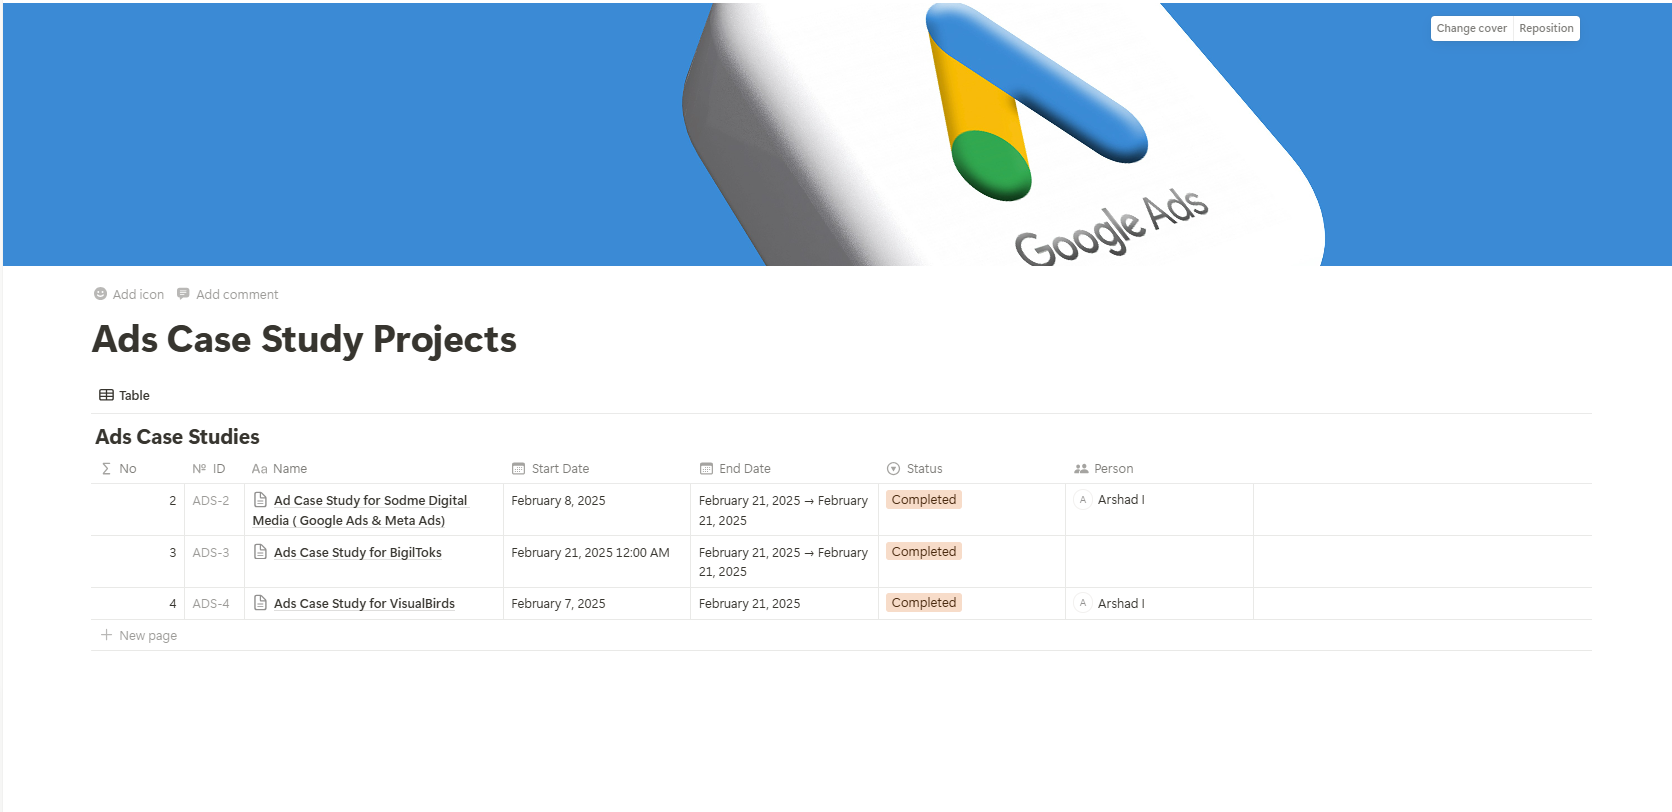 Change cover Reposition
Google Ads
Add icon Add comment
Ads Case Study Projects
Table
Ads Case Studies
No № ID Aa Name Start Date End Date Status Person
2 ADS-2 Ad Case Study for Sodme Digital February 8, 2025 February 21, 2025 → February Completed A Arshad I
Media ( Google Ads & Meta Ads) 21, 2025
3 ADS-3 Ads Case Study for BigilToks February 21, 2025 12:00 AM February 21, 2025 → February Completed
21, 2025
4 ADS-4 Ads Case Study for VisualBirds February 7, 2025 February 21, 2025 Completed A Arshad I
New page